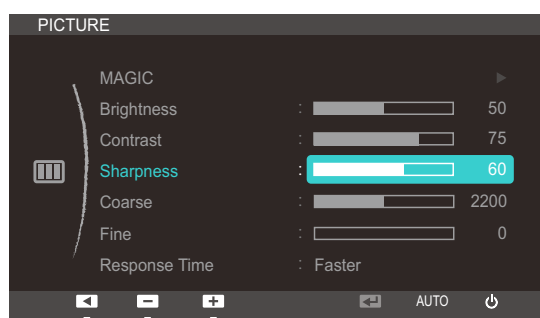 PICTURE
MAGIC
Brightness : 50
Contrast : 75
Sharpness : 60
Coarse : 2200
Fine : 0
Response Time : Faster
AUTO